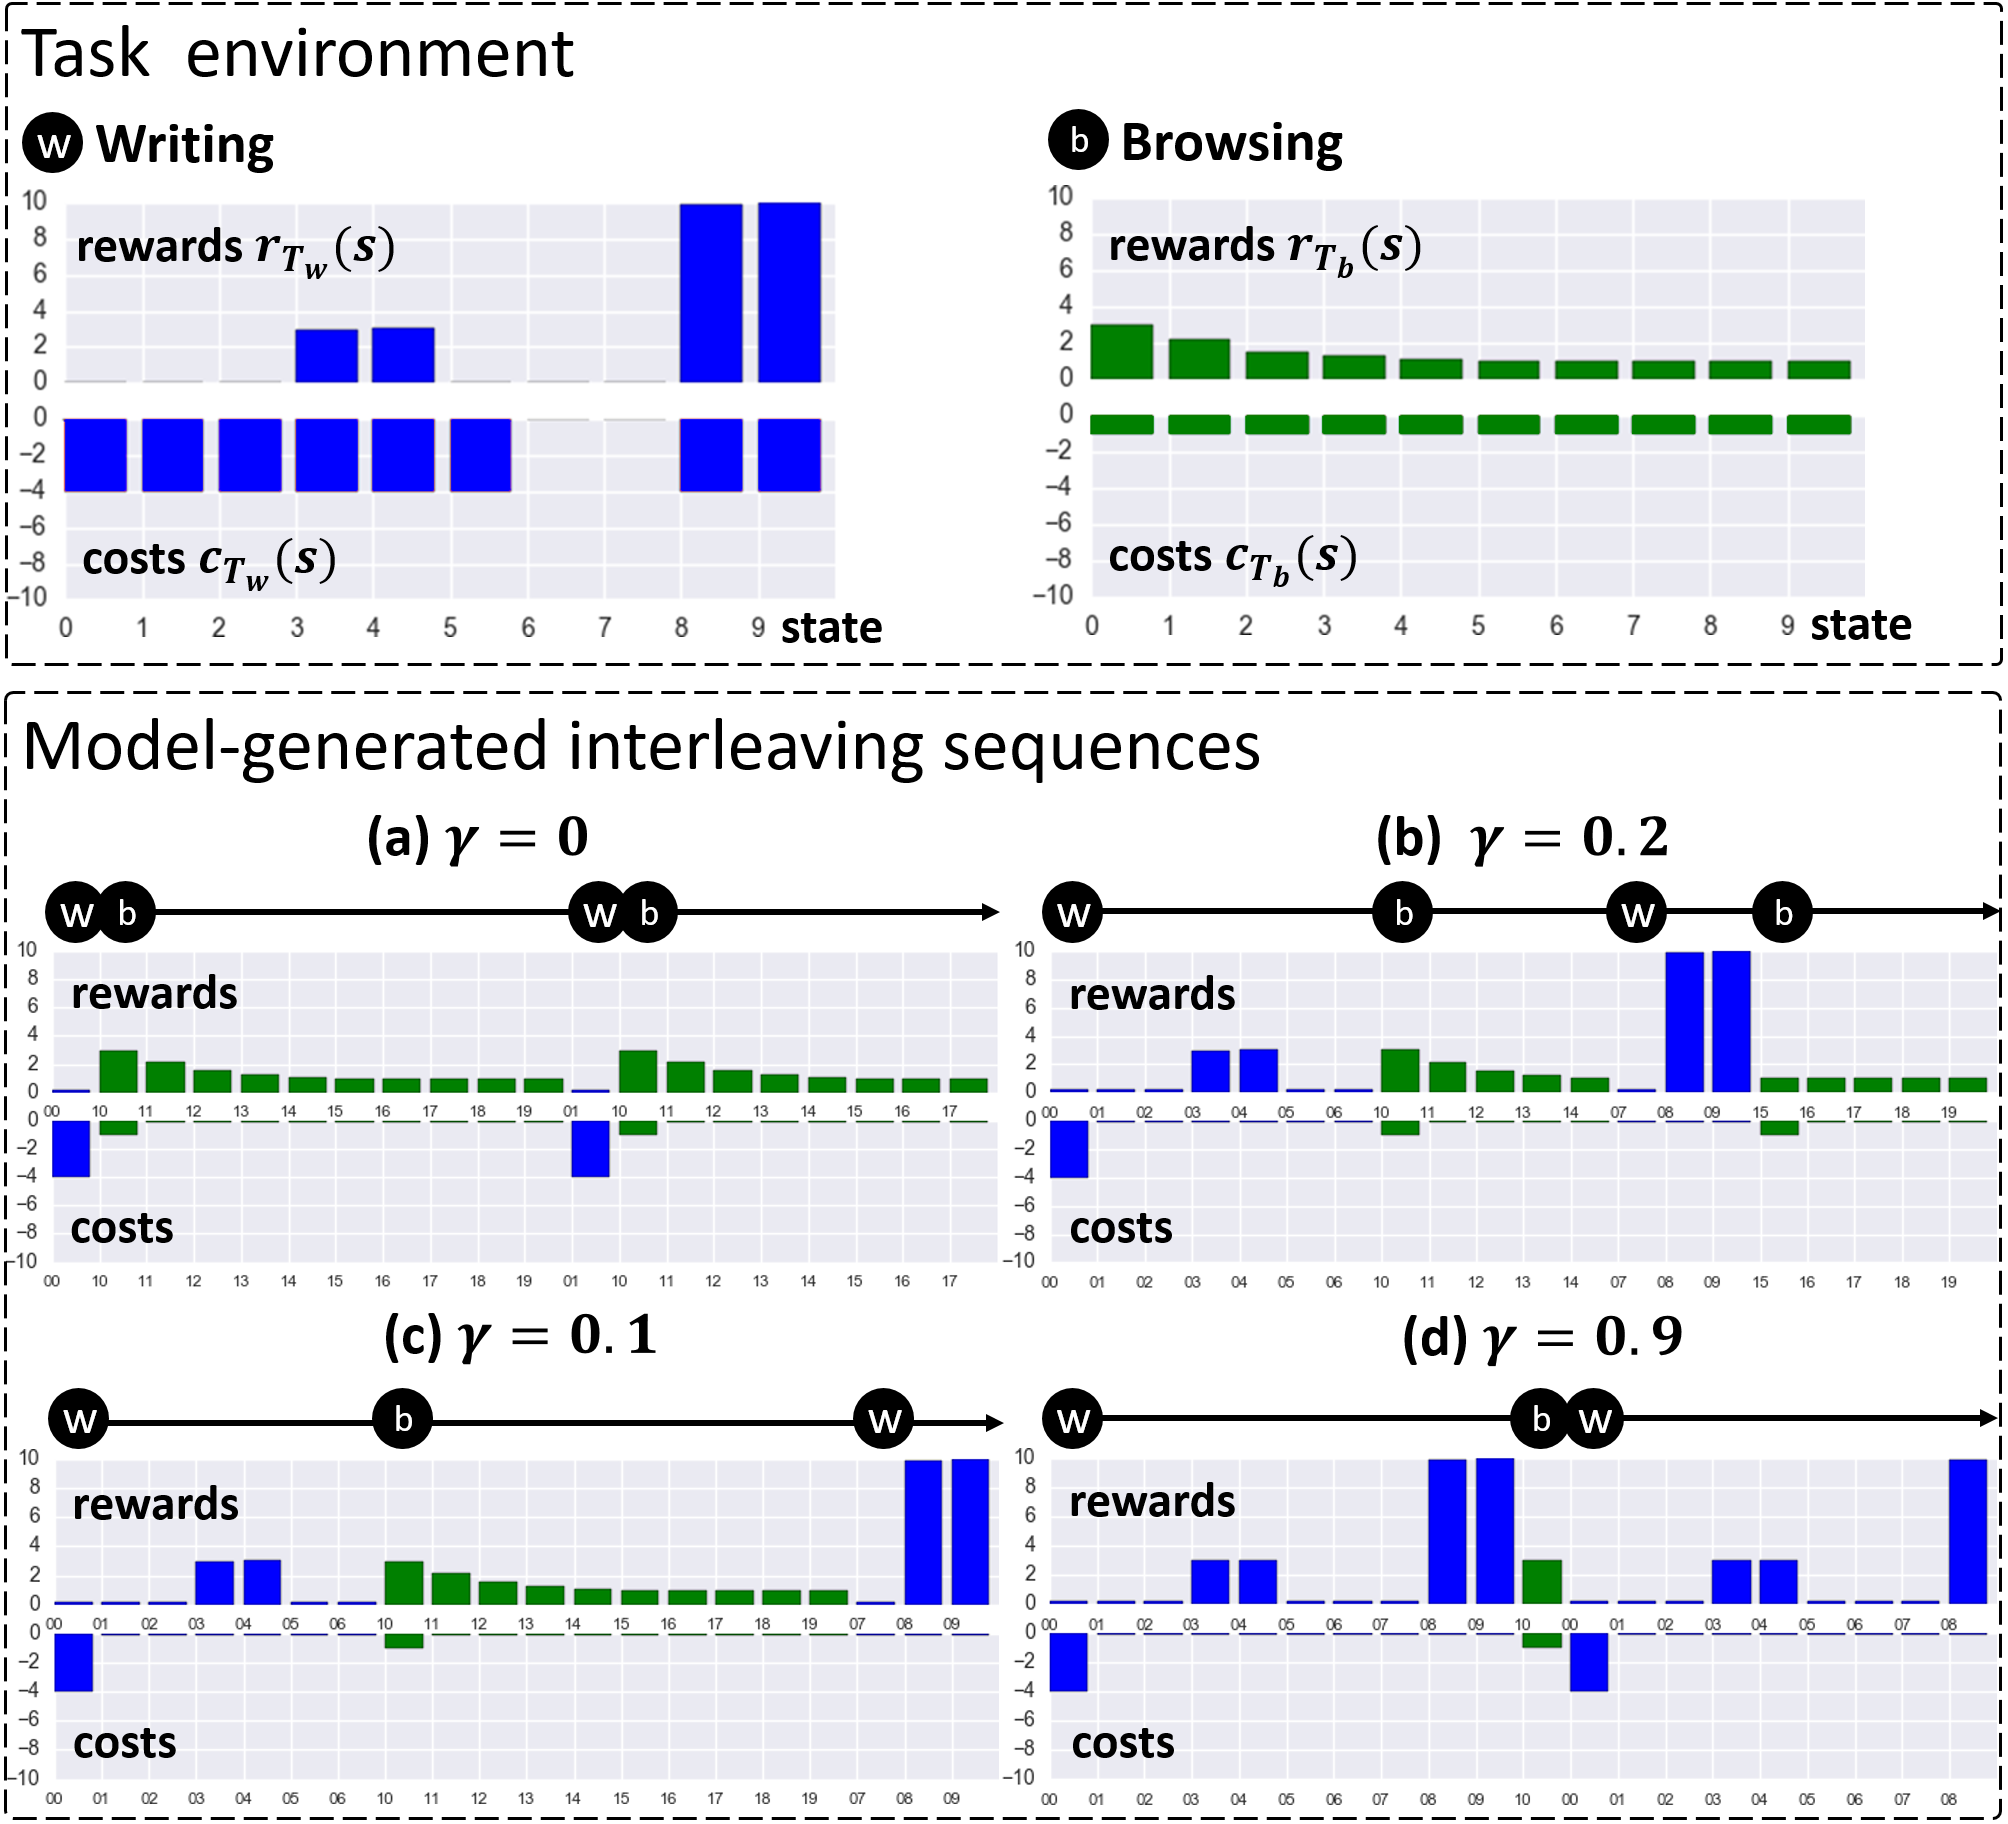 Task environment
w Writing
b Browsing
10
8
6
4
2
0
rewards r_{T_w}(s)
0
−2
−4
−6
−8
−10
costs c_{T_w}(s)
0 1 2 3 4 5 6 7 8 9 state
10
8
6
4
2
0
rewards r_{T_b}(s)
0
−2
−4
−6
−8
−10
costs c_{T_b}(s)
0 1 2 3 4 5 6 7 8 9 state
Model-generated interleaving sequences
(a) γ = 0
w b w b
10
8
6
4
2
0
rewards
00 10 11 12 13 14 15 16 17 18 19 01 10 11 12 13 14 15 16 17
0
−2
−4
−6
−8
−10
costs
00 10 11 12 13 14 15 16 17 18 19 01 10 11 12 13 14 15 16 17
(b) γ = 0.2
w b w b
10
8
6
4
2
0
rewards
00 01 02 03 04 05 06 10 11 12 13 14 07 08 09 15 16 17 18 19
0
−2
−4
−6
−8
−10
costs
00 01 02 03 04 05 06 10 11 12 13 14 07 08 09 15 16 17 18 19
(c) γ = 0.1
w b w
10
8
6
4
2
0
rewards
00 01 02 03 04 05 06 10 11 12 13 14 15 16 17 18 19 07 08 09
0
−2
−4
−6
−8
−10
costs
00 01 02 03 04 05 06 10 11 12 13 14 15 16 17 18 19 07 08 09
(d) γ = 0.9
w b w
10
8
6
4
2
0
rewards
00 01 02 03 04 05 06 07 08 09 10 00 01 02 03 04 05 06 07 08
0
−2
−4
−6
−8
−10
costs
00 01 02 03 04 05 06 07 08 09 10 00 01 02 03 04 05 06 07 08